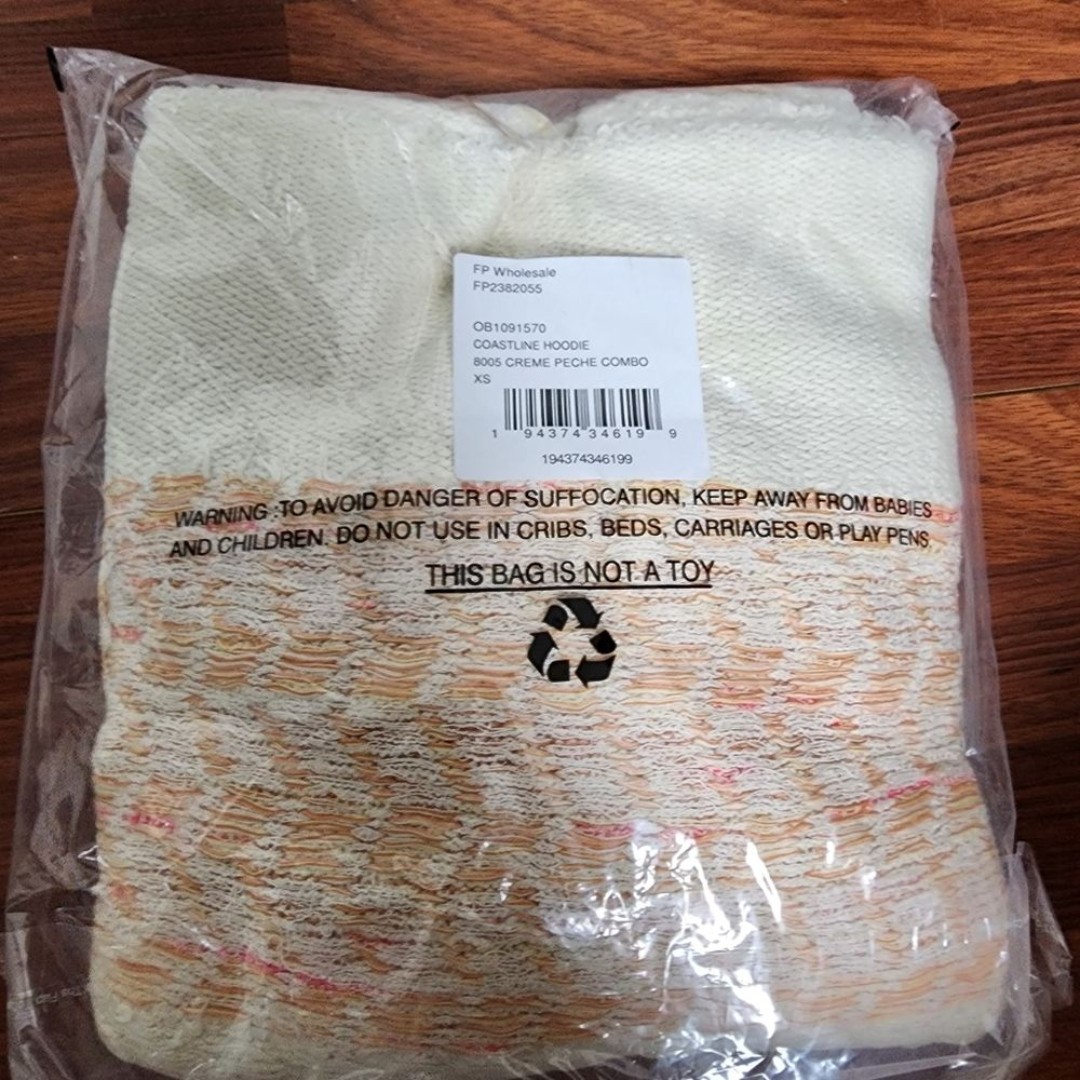 FP Wholesale
FP2382055
OB1091570
COASTLINE HOODIE
8005 CREME PECHE COMBO
XS
1 94374 34619 9
194374346199
WARNING :TO AVOID DANGER OF SUFFOCATION, KEEP AWAY FROM BABIES
AND CHILDREN. DO NOT USE IN CRIBS, BEDS, CARRIAGES OR PLAY PENS.
THIS BAG IS NOT A TOY